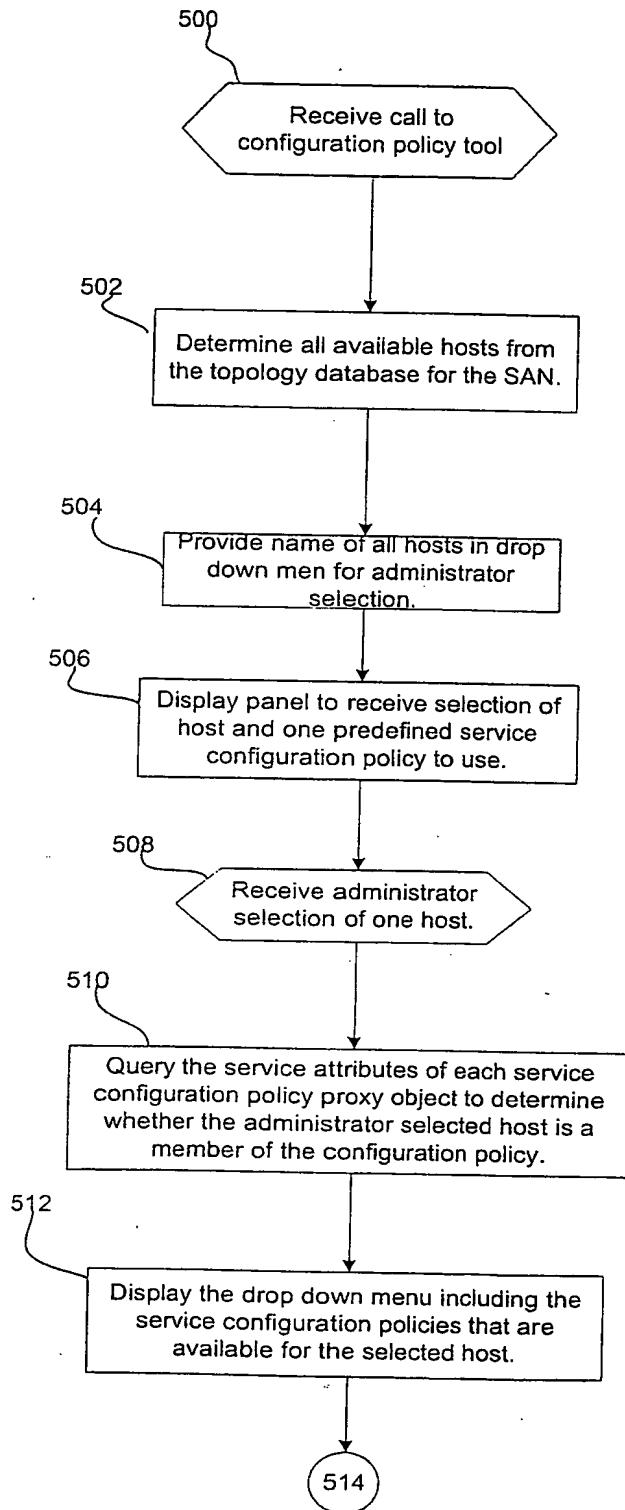 500
Receive call to
configuration policy tool
502
Determine all available hosts from
the topology database for the SAN.
504
Provide name of all hosts in drop
down men for administrator
selection.
506
Display panel to receive selection of
host and one predefined service
configuration policy to use.
508
Receive administrator
selection of one host.
510
Query the service attributes of each service
configuration policy proxy object to determine
whether the administrator selected host is a
member of the configuration policy.
512
Display the drop down menu including the
service configuration policies that are
available for the selected host.
514